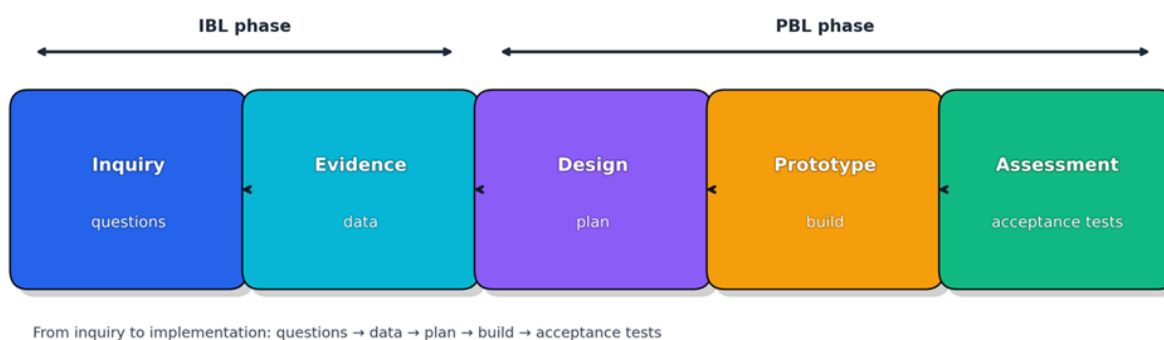 IBL phase
PBL phase
Inquiry
questions
Evidence
data
Design
plan
Prototype
build
Assessment
acceptance tests
From inquiry to implementation: questions → data → plan → build → acceptance tests